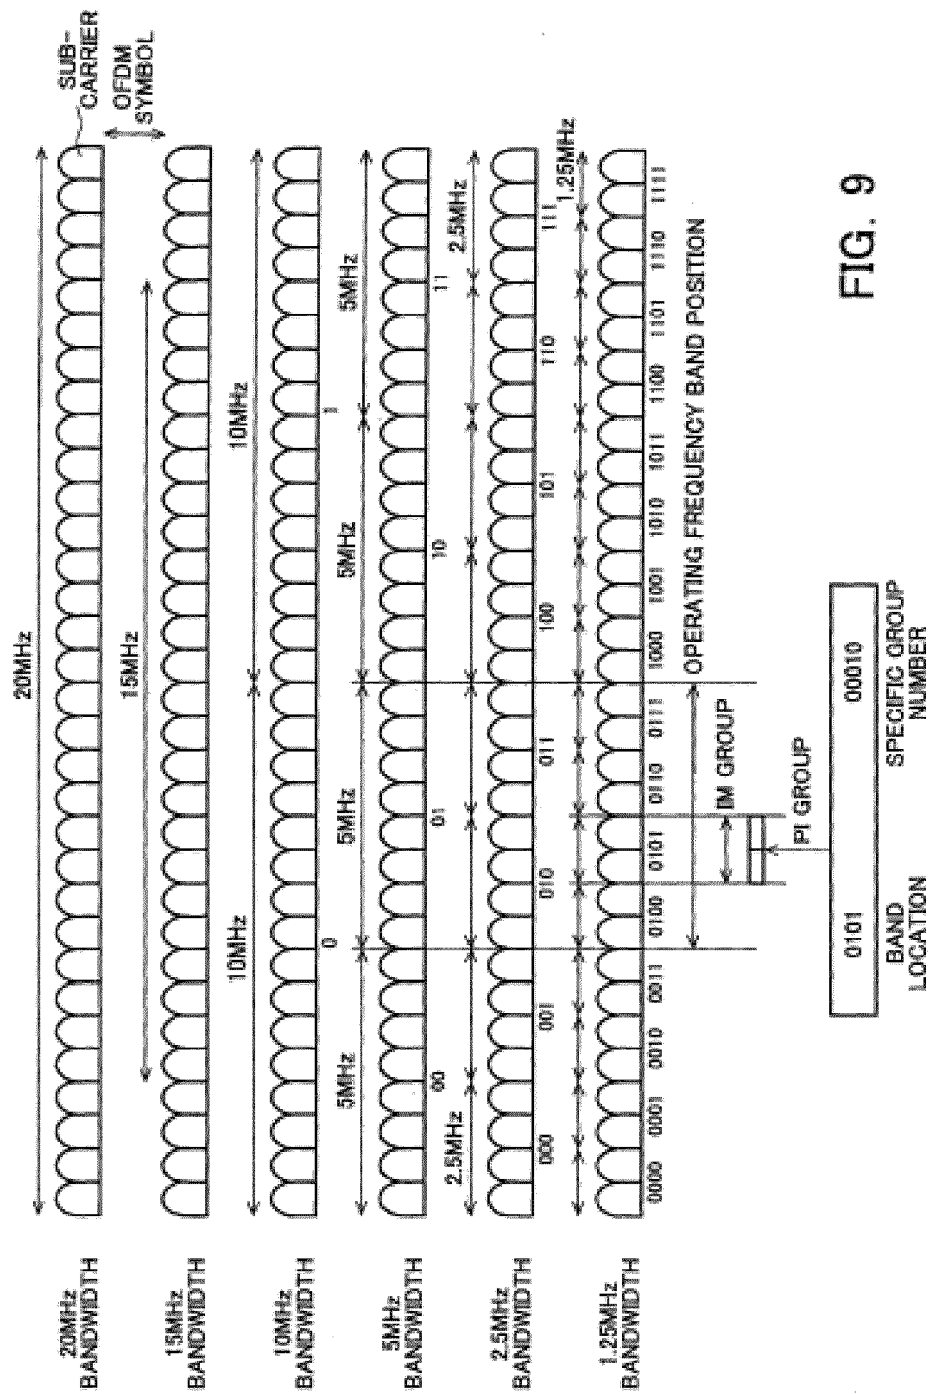 20MHz
BANDWIDTH
20MHz
SUB-
CARRIER
OFDM
SYMBOL
15MHz
BANDWIDTH
15MHz
10MHz
BANDWIDTH
10MHz
10MHz
0
1
5MHz
BANDWIDTH
5MHz
5MHz
5MHz
5MHz
00
01
10
11
2.5MHz
BANDWIDTH
2.5MHz
2.5MHz
000
001
010
011
100
101
110
111
1.25MHz
BANDWIDTH
1.25MHz
0000
0001
0010
0011
0100
0101
0110
0111
1000
1001
1010
1011
1100
1101
1110
1111
OPERATING FREQUENCY BAND POSITION
IM GROUP
PI GROUP
0101
00010
BAND
LOCATION
SPECIFIC GROUP
NUMBER
FIG. 9